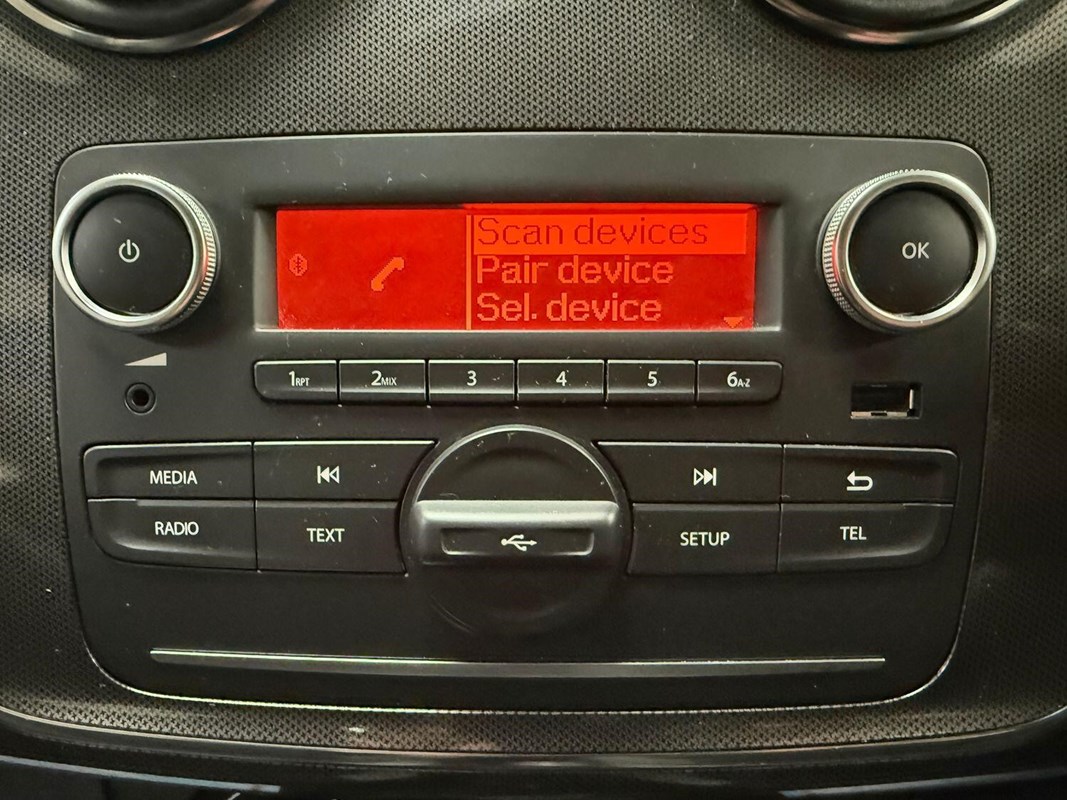 Scan devices
Pair device
Sel. device
OK
1RPT
2MIX
3
4
5
6A-Z
MEDIA
RADIO
TEXT
SETUP
TEL